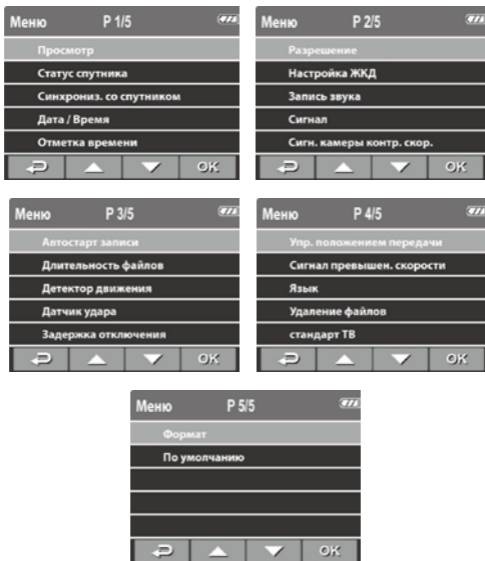 Меню P 1/5
Просмотр
Статус спутника
Синхрониз. со спутником
Дата / Время
Отметка времени
OK
Меню P 2/5
Разрешение
Настройка ЖКД
Запись звука
Сигнал
Сигн. камеры контр. скор.
OK
Меню P 3/5
Автостарт записи
Длительность файлов
Детектор движения
Датчик удара
Задержка отключения
OK
Меню P 4/5
Упр. положением передачи
Сигнал превышен. скорости
Язык
Удаление файлов
стандарт ТВ
OK
Меню P 5/5
Формат
По умолчанию
OK